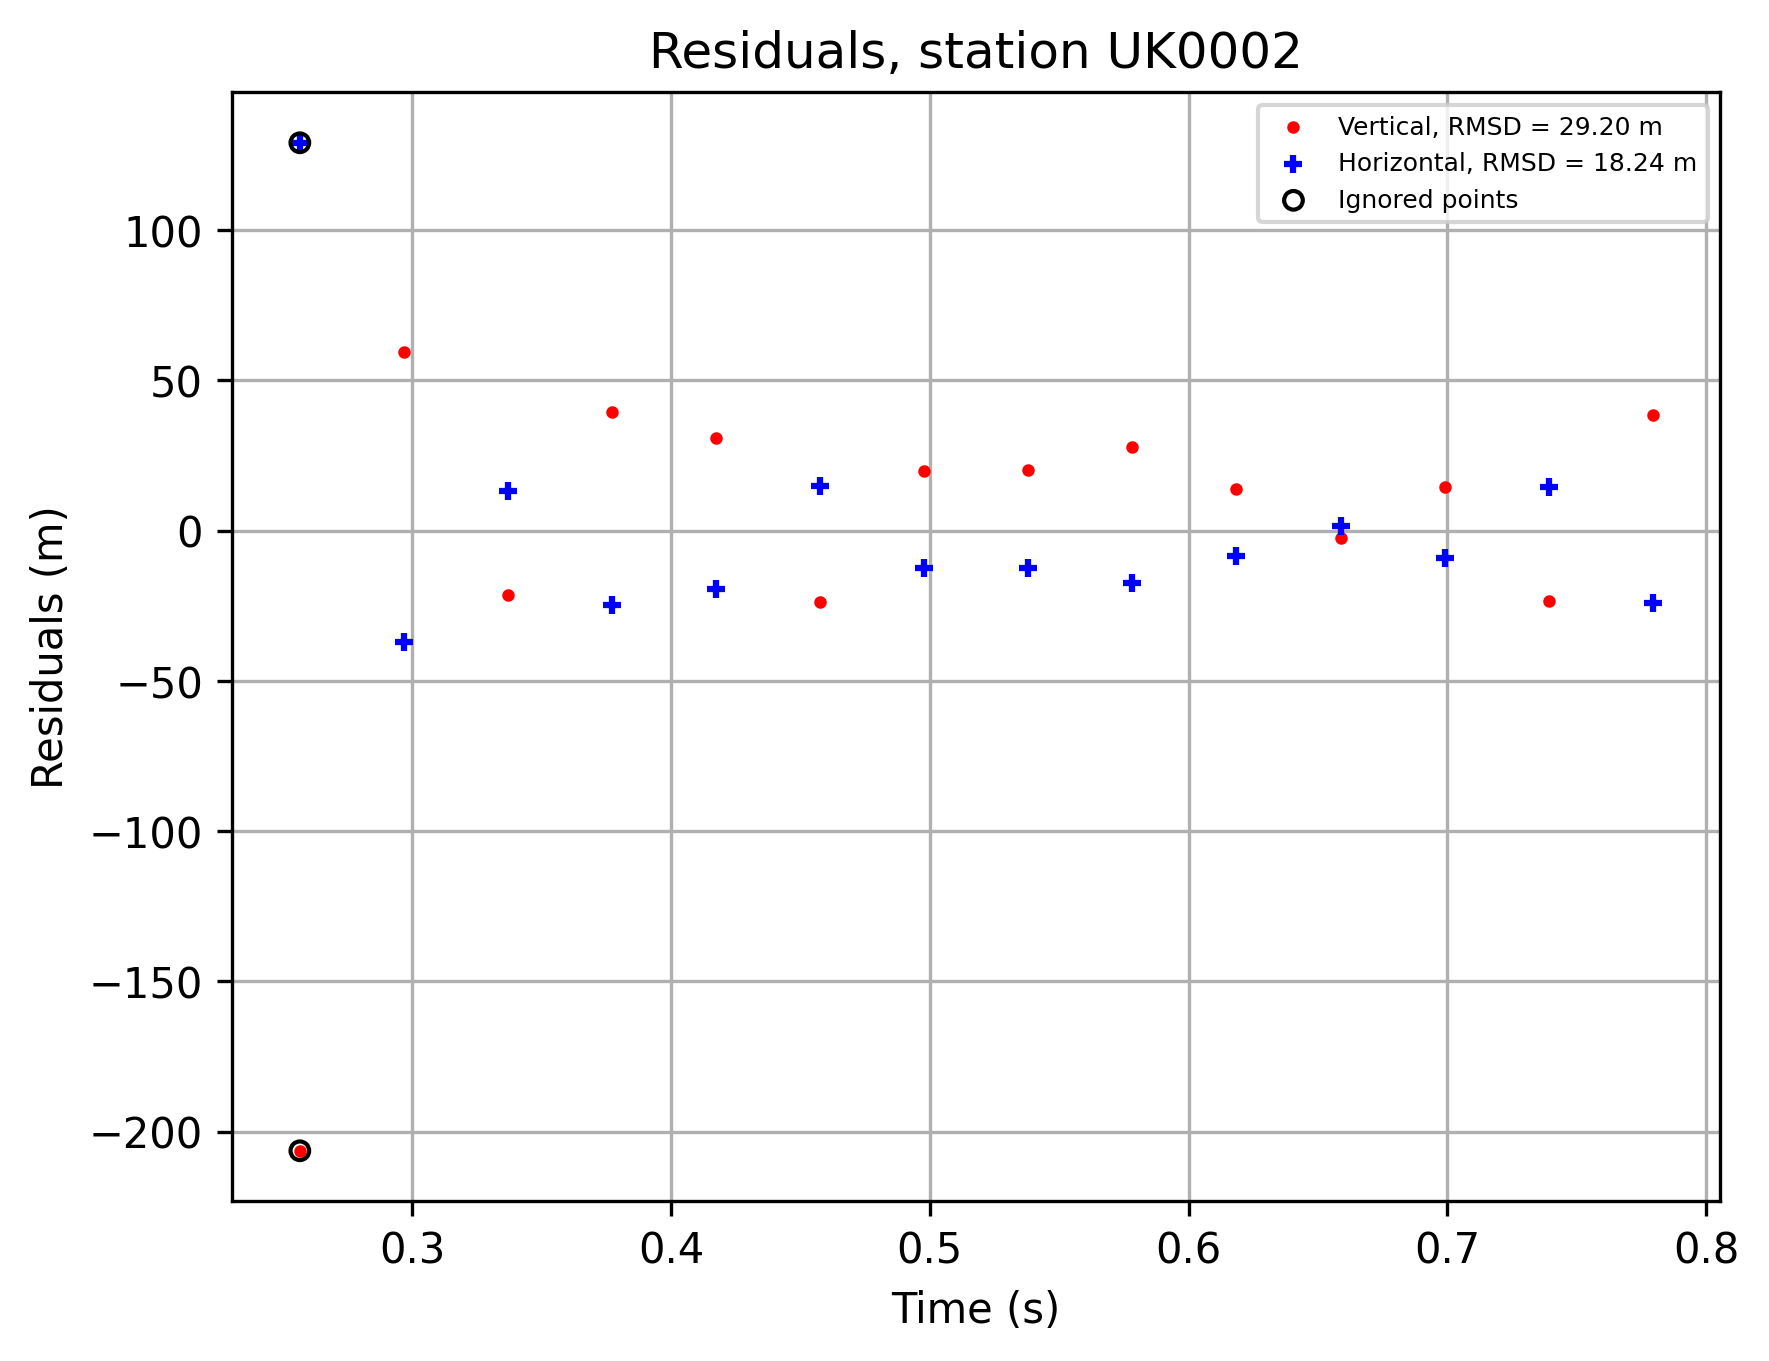 Residuals, station UK0002
Vertical, RMSD = 29.20 m
Horizontal, RMSD = 18.24 m
Ignored points
100
50
0
−50
−100
−150
−200
Residuals (m)
0.3 0.4 0.5 0.6 0.7 0.8
Time (s)